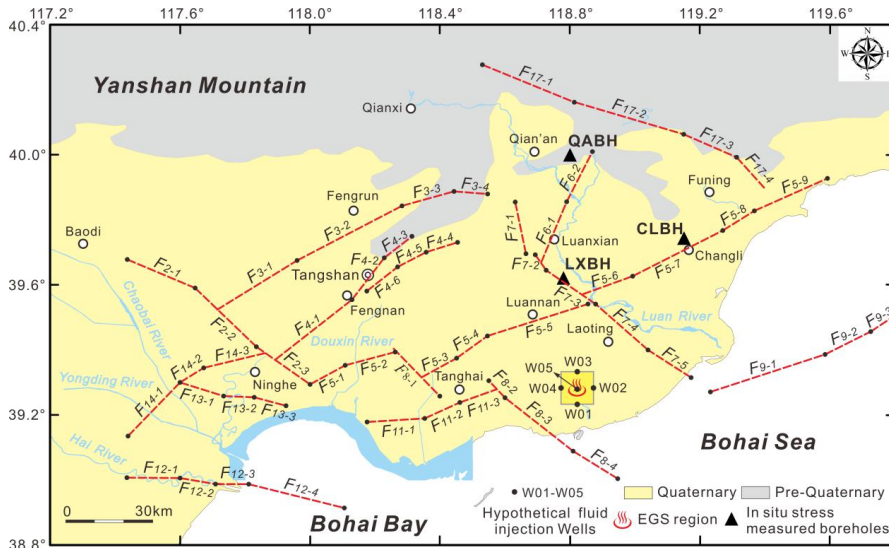 117.2° 117.6° 118.0° 118.4° 118.8° 119.2° 119.6°
40.4°
Yanshan Mountain
N
W E
S
F17-1
Qianxi
F17-2
Qian'an
QABH
F17-3
40.0°
F17-4
Fengrun
F3-3
F3-4
F6-2
Funing
F5-9
F3-2
F7-1
F6-1
F5-8
Baodi
Luanxian
CLBH
Changli
F3-1
F4-3
F4-4
F4-2
F4-5
F2-1
Tangshan
F4-6
F7-2
LXBH
F5-6
F5-7
39.6°
Fengnan
F7-3
Chaobai River
F2-2
F4-1
Luannan
F5-5
Laoting
Luan River
F7-4
F9-3
Douxin River
F5-4
F9-2
F14-2
F14-3
F2-3
F5-2
F5-3
F7-5
Yongding River
Ninghe
F5-1
F8-1
Tanghai
W05
W03
F9-1
W04
W02
F14-1
F13-1
F13-2
F13-3
F8-2
39.2°
W01
F11-1
F11-2
F11-3
F8-3
Bohai Sea
Hai River
F12-1
F12-3
F8-4
F12-2
F12-4
W01-W05
Hypothetical fluid
injection Wells
Quaternary
Pre-Quaternary
EGS region
In situ stress
measured boreholes
0 30km
Bohai Bay
38.8°